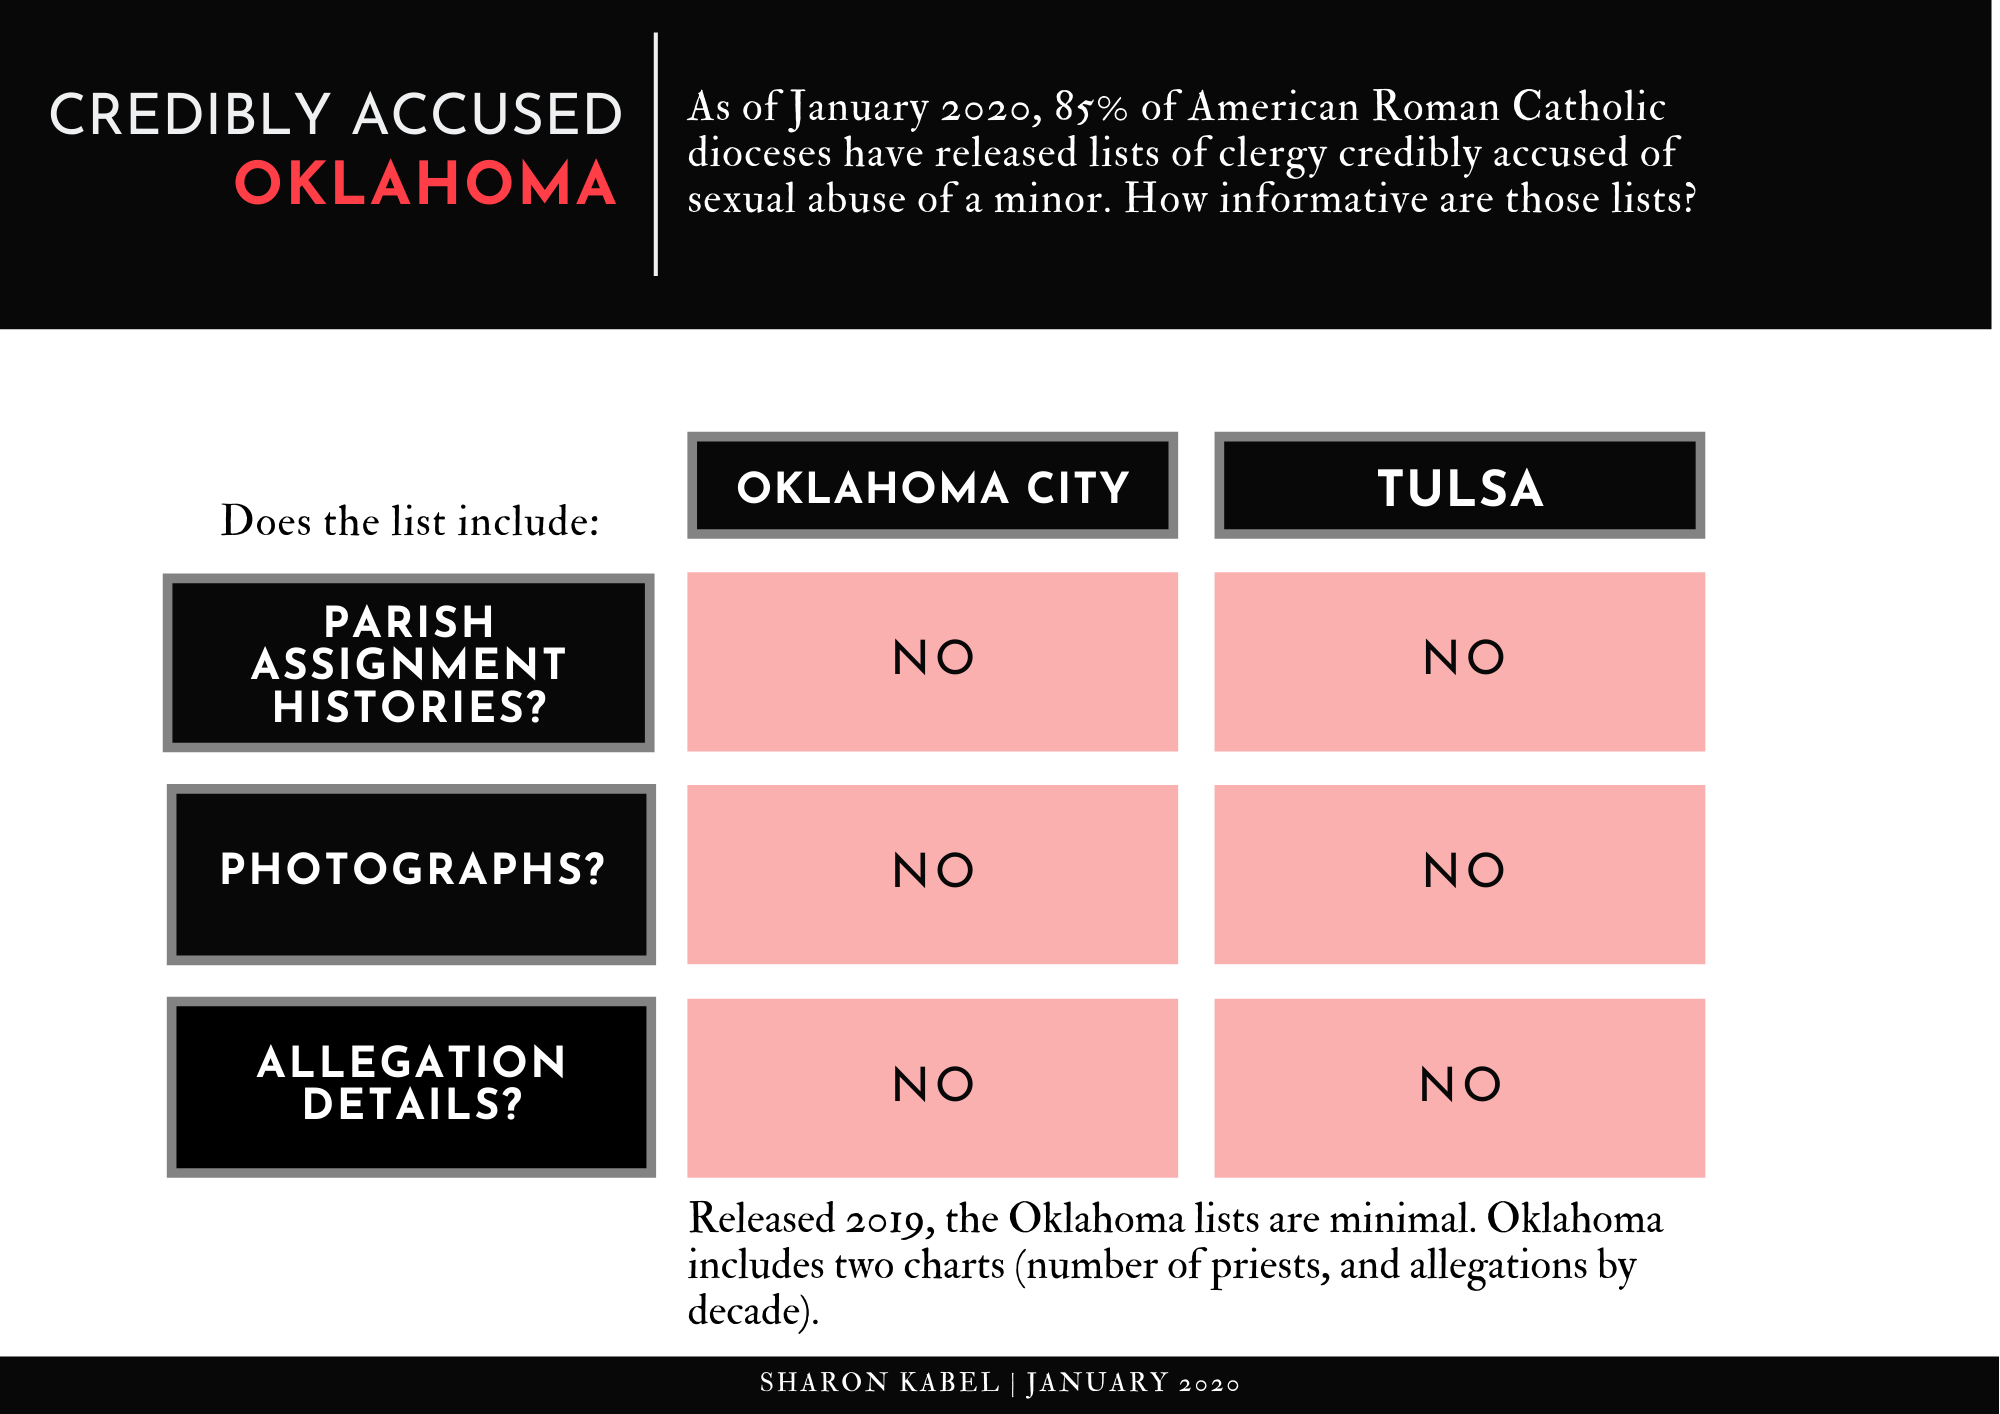 CREDIBLY ACCUSED
OKLAHOMA
As of January 2020, 85% of American Roman Catholic
dioceses have released lists of clergy credibly accused of
sexual abuse of a minor. How informative are those lists?
Does the list include:
OKLAHOMA CITY
TULSA
PARISH
ASSIGNMENT
HISTORIES?
NO
NO
PHOTOGRAPHS?
NO
NO
ALLEGATION
DETAILS?
NO
NO
Released 2019, the Oklahoma lists are minimal. Oklahoma
includes two charts (number of priests, and allegations by
decade).
SHARON KABEL | JANUARY 2020